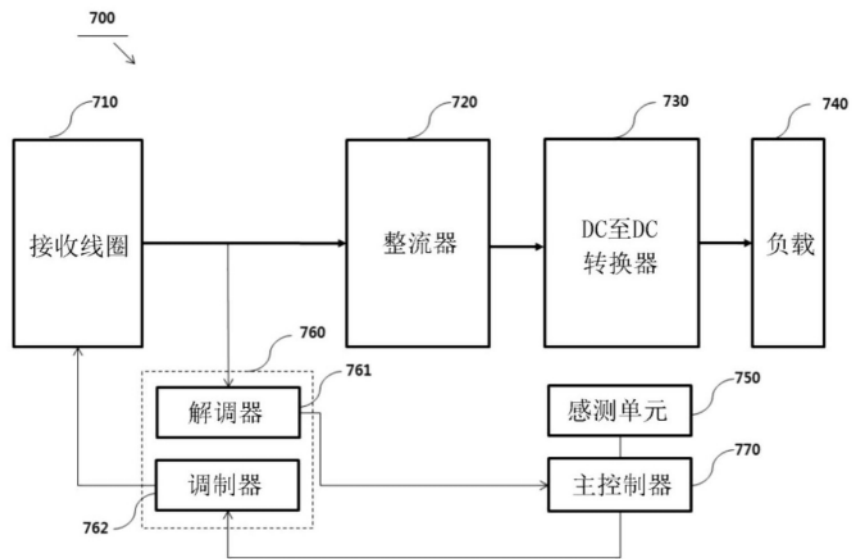 700
710
720
730
740
接收线圈
整流器
DC至DC
转换器
负载
760
761
750
解调器
感测单元
770
调制器
主控制器
762